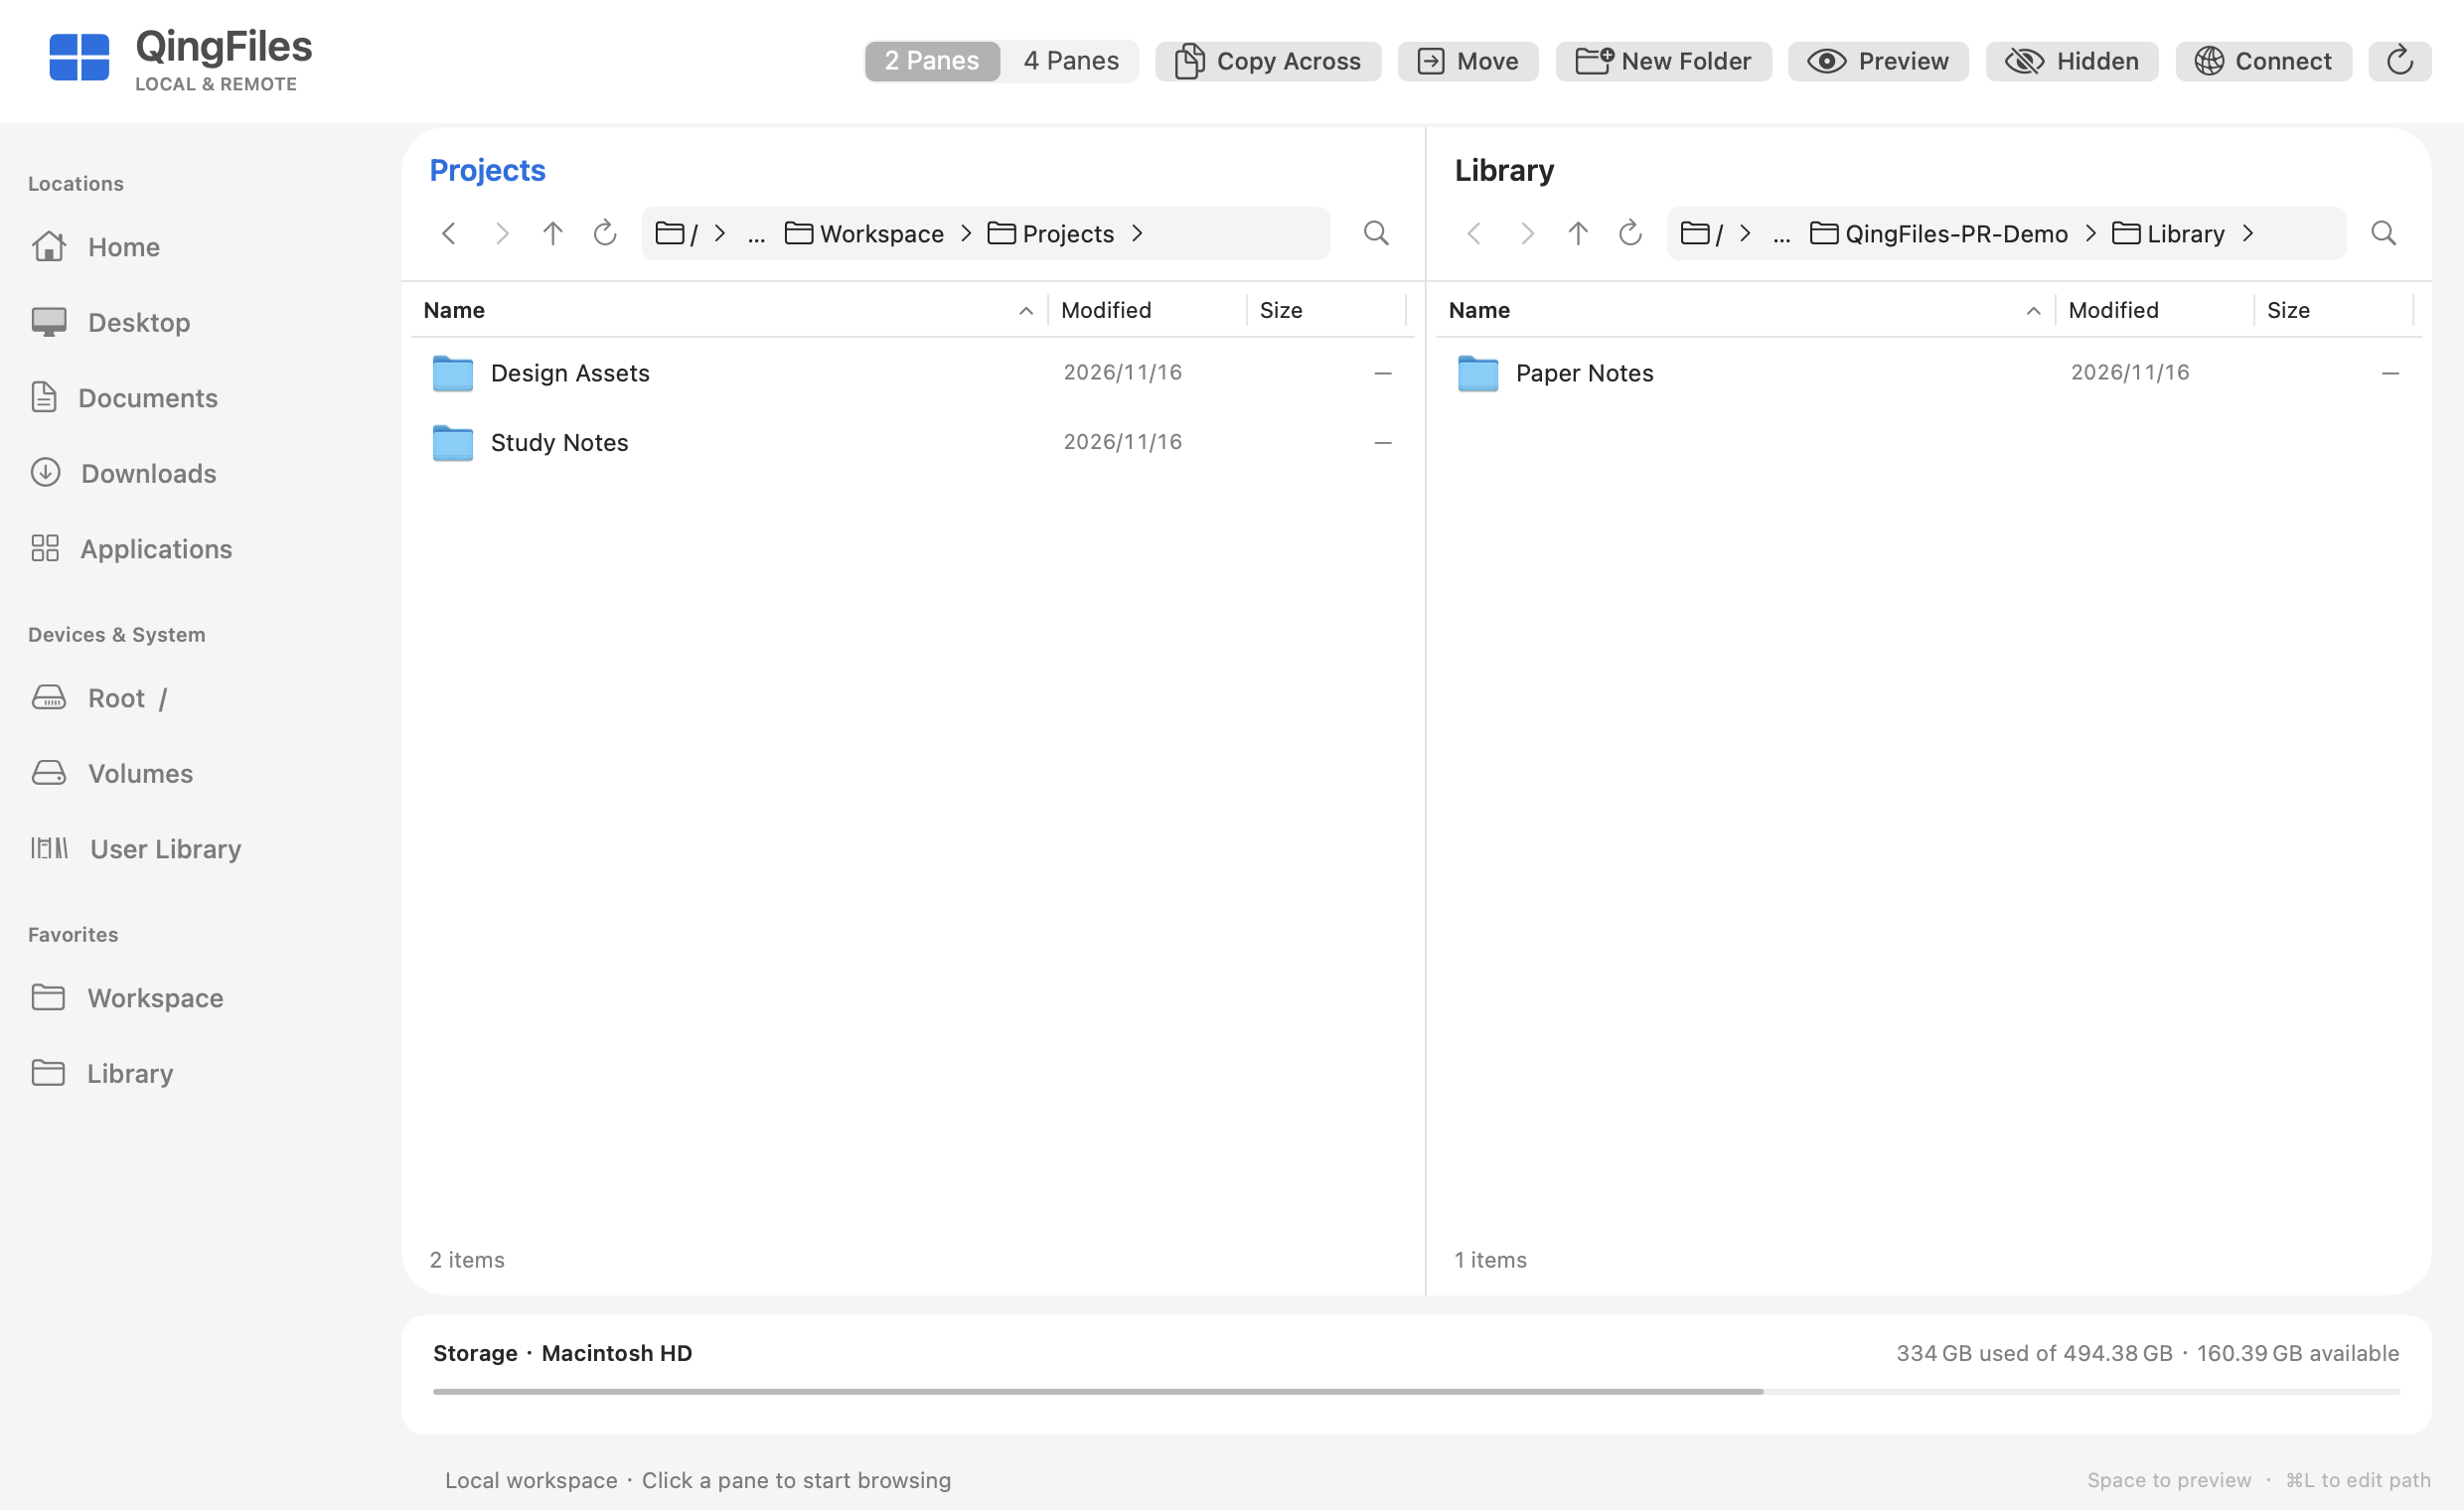 QingFiles
LOCAL & REMOTE
2 Panes 4 Panes Copy Across Move New Folder Preview Hidden Connect
Locations
Home
Desktop
Documents
Downloads
Applications
Devices & System
Root /
Volumes
User Library
Favorites
Workspace
Library
Projects
/ ... Workspace Projects
Name Modified Size
Design Assets 2026/11/16 —
Study Notes 2026/11/16 —
2 items
Library
/ ... QingFiles-PR-Demo Library
Name Modified Size
Paper Notes 2026/11/16 —
1 items
Storage · Macintosh HD 334 GB used of 494.38 GB · 160.39 GB available
Local workspace · Click a pane to start browsing Space to preview · ⌘L to edit path